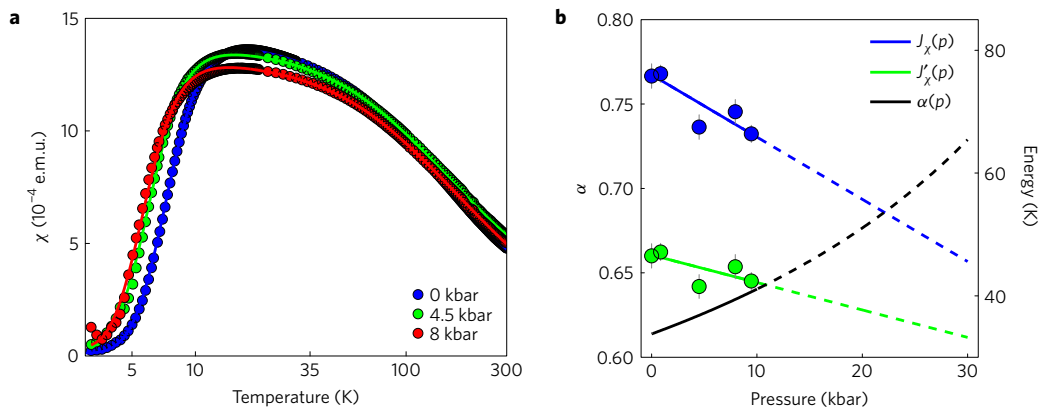 a
15
10
5
0
χ (10⁻⁴ e.m.u.)
0 kbar
4.5 kbar
8 kbar
5 10 35 100 300
Temperature (K)
b
0.80
0.75
0.70
0.65
0.60
α
Jχ(p)
J′χ(p)
α(p)
80
60
40
Energy (K)
0 10 20 30
Pressure (kbar)